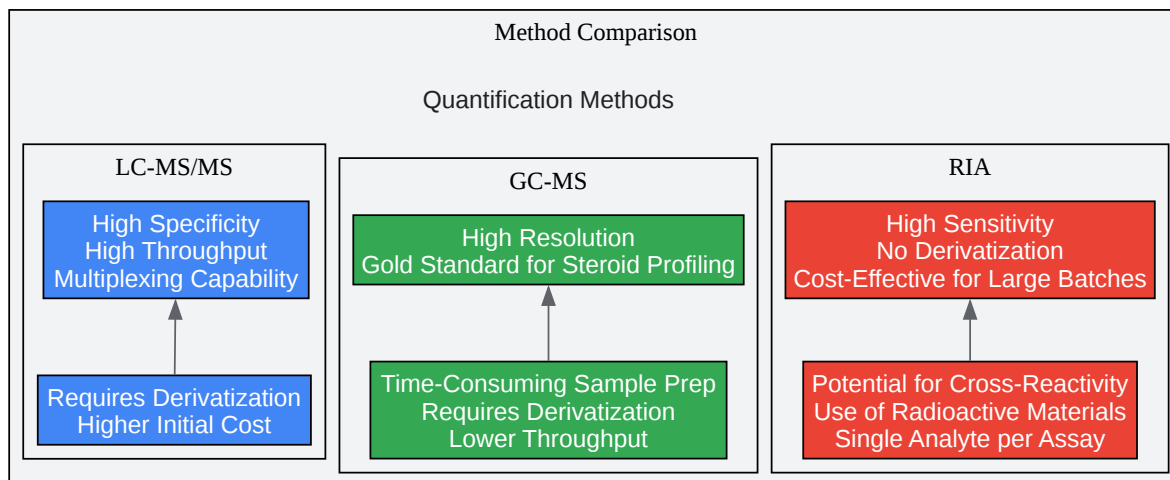 Method Comparison
Quantification Methods
LC-MS/MS
High Specificity
High Throughput
Multiplexing Capability
Requires Derivatization
Higher Initial Cost
GC-MS
High Resolution
Gold Standard for Steroid Profiling
Time-Consuming Sample Prep
Requires Derivatization
Lower Throughput
RIA
High Sensitivity
No Derivatization
Cost-Effective for Large Batches
Potential for Cross-Reactivity
Use of Radioactive Materials
Single Analyte per Assay